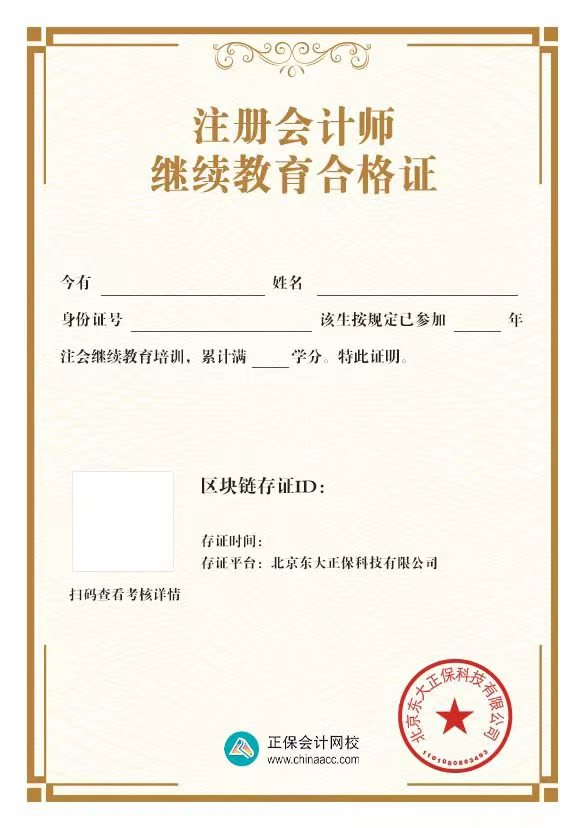 注册会计师
继续教育合格证
今有 姓名
身份证号 该生按规定已参加 年
注会继续教育培训，累计满 学分。特此证明。
区块链存证ID：
存证时间：
存证平台：北京东大正保科技有限公司
扫码查看考核详情
北京东大正保科技有限公司
1101080883493
正保会计网校
www.chinaacc.com